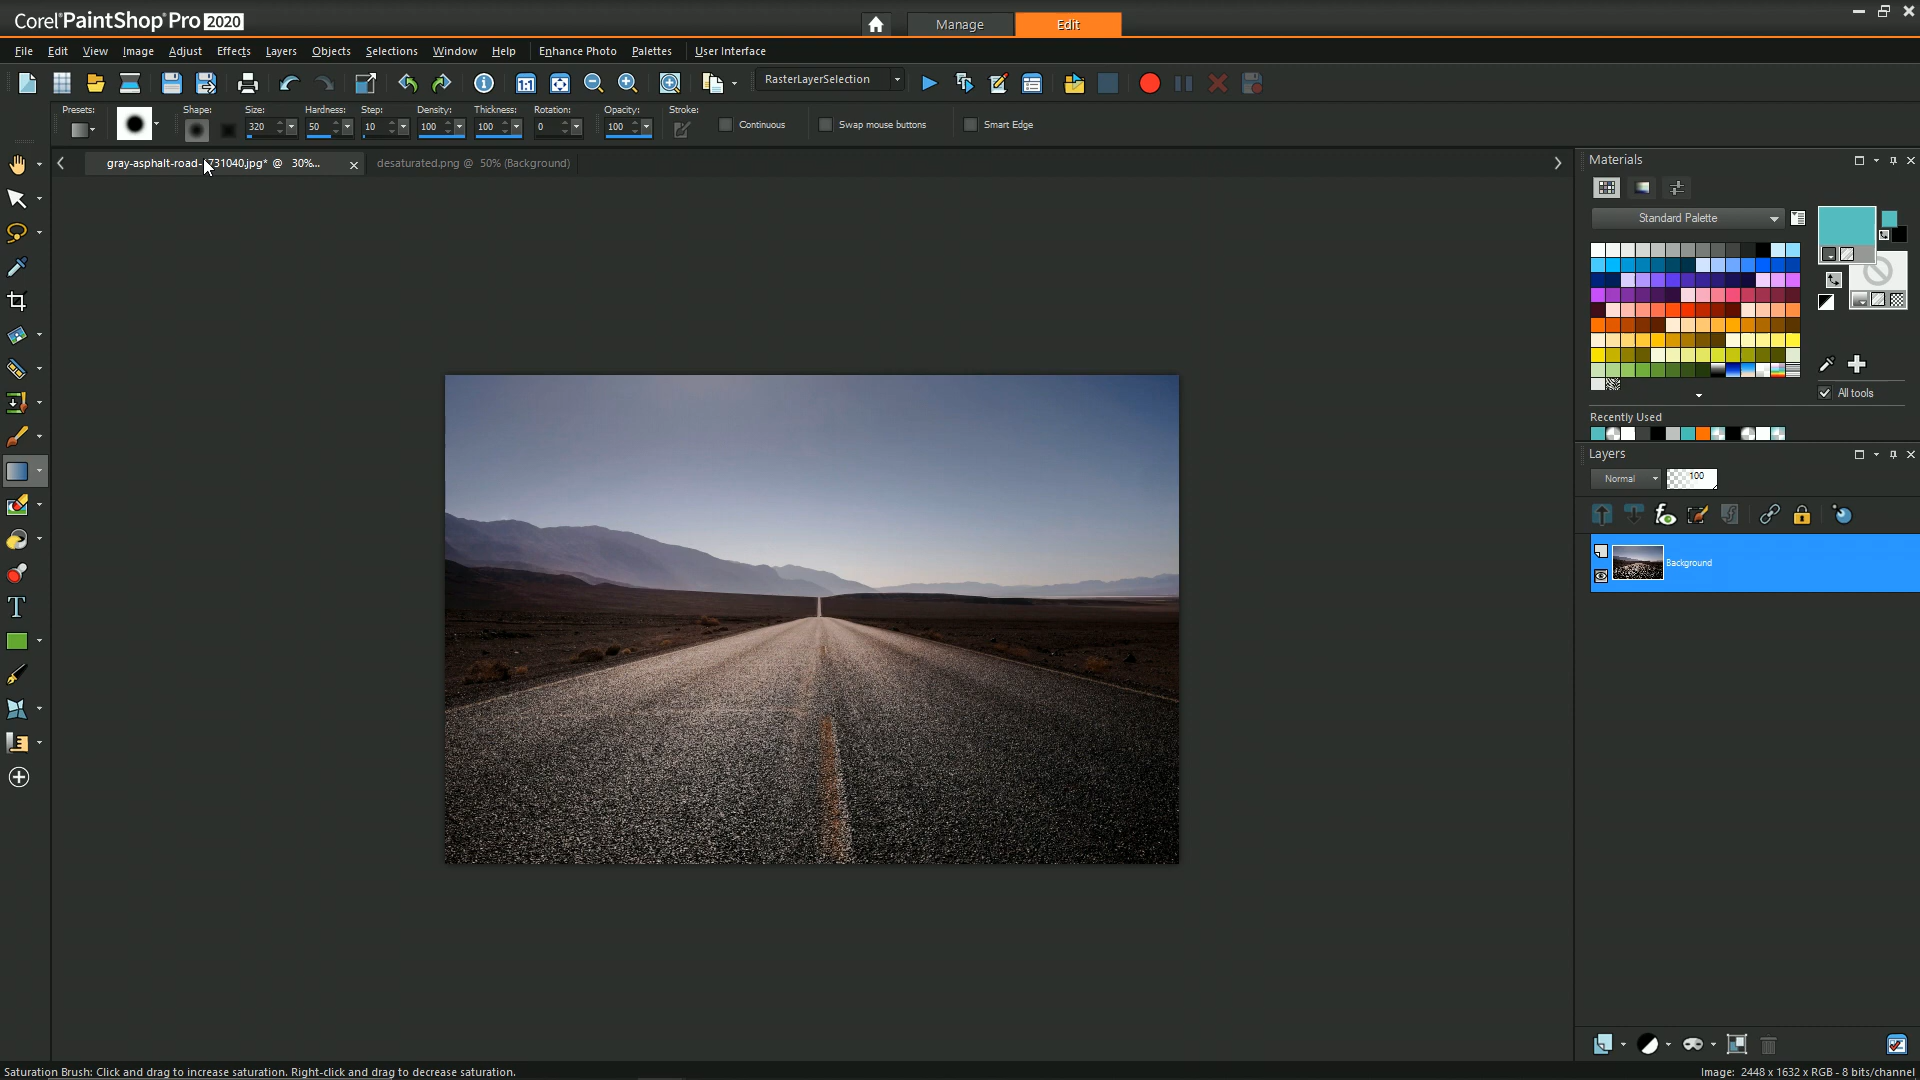 Corel PaintShop Pro 2020
Manage
Edit
File Edit View Image Adjust Effects Layers Objects Selections Window Help Enhance Photo Palettes User Interface
1:1
RasterLayerSelection
Presets: Shape: Size: Hardness: Step: Density: Thickness: Rotation: Opacity: Stroke:
320 50 10 100 100 0 100 Continuous Swap mouse buttons Smart Edge
gray-asphalt-road- 731040.jpg* @ 30%...
desaturated.png @ 50% (Background)
Materials
Standard Palette
All tools
Recently Used
Layers
Normal 100
Background
Saturation Brush: Click and drag to increase saturation. Right-click and drag to decrease saturation.
Image: 2448 x 1632 x RGB - 8 bits/channel